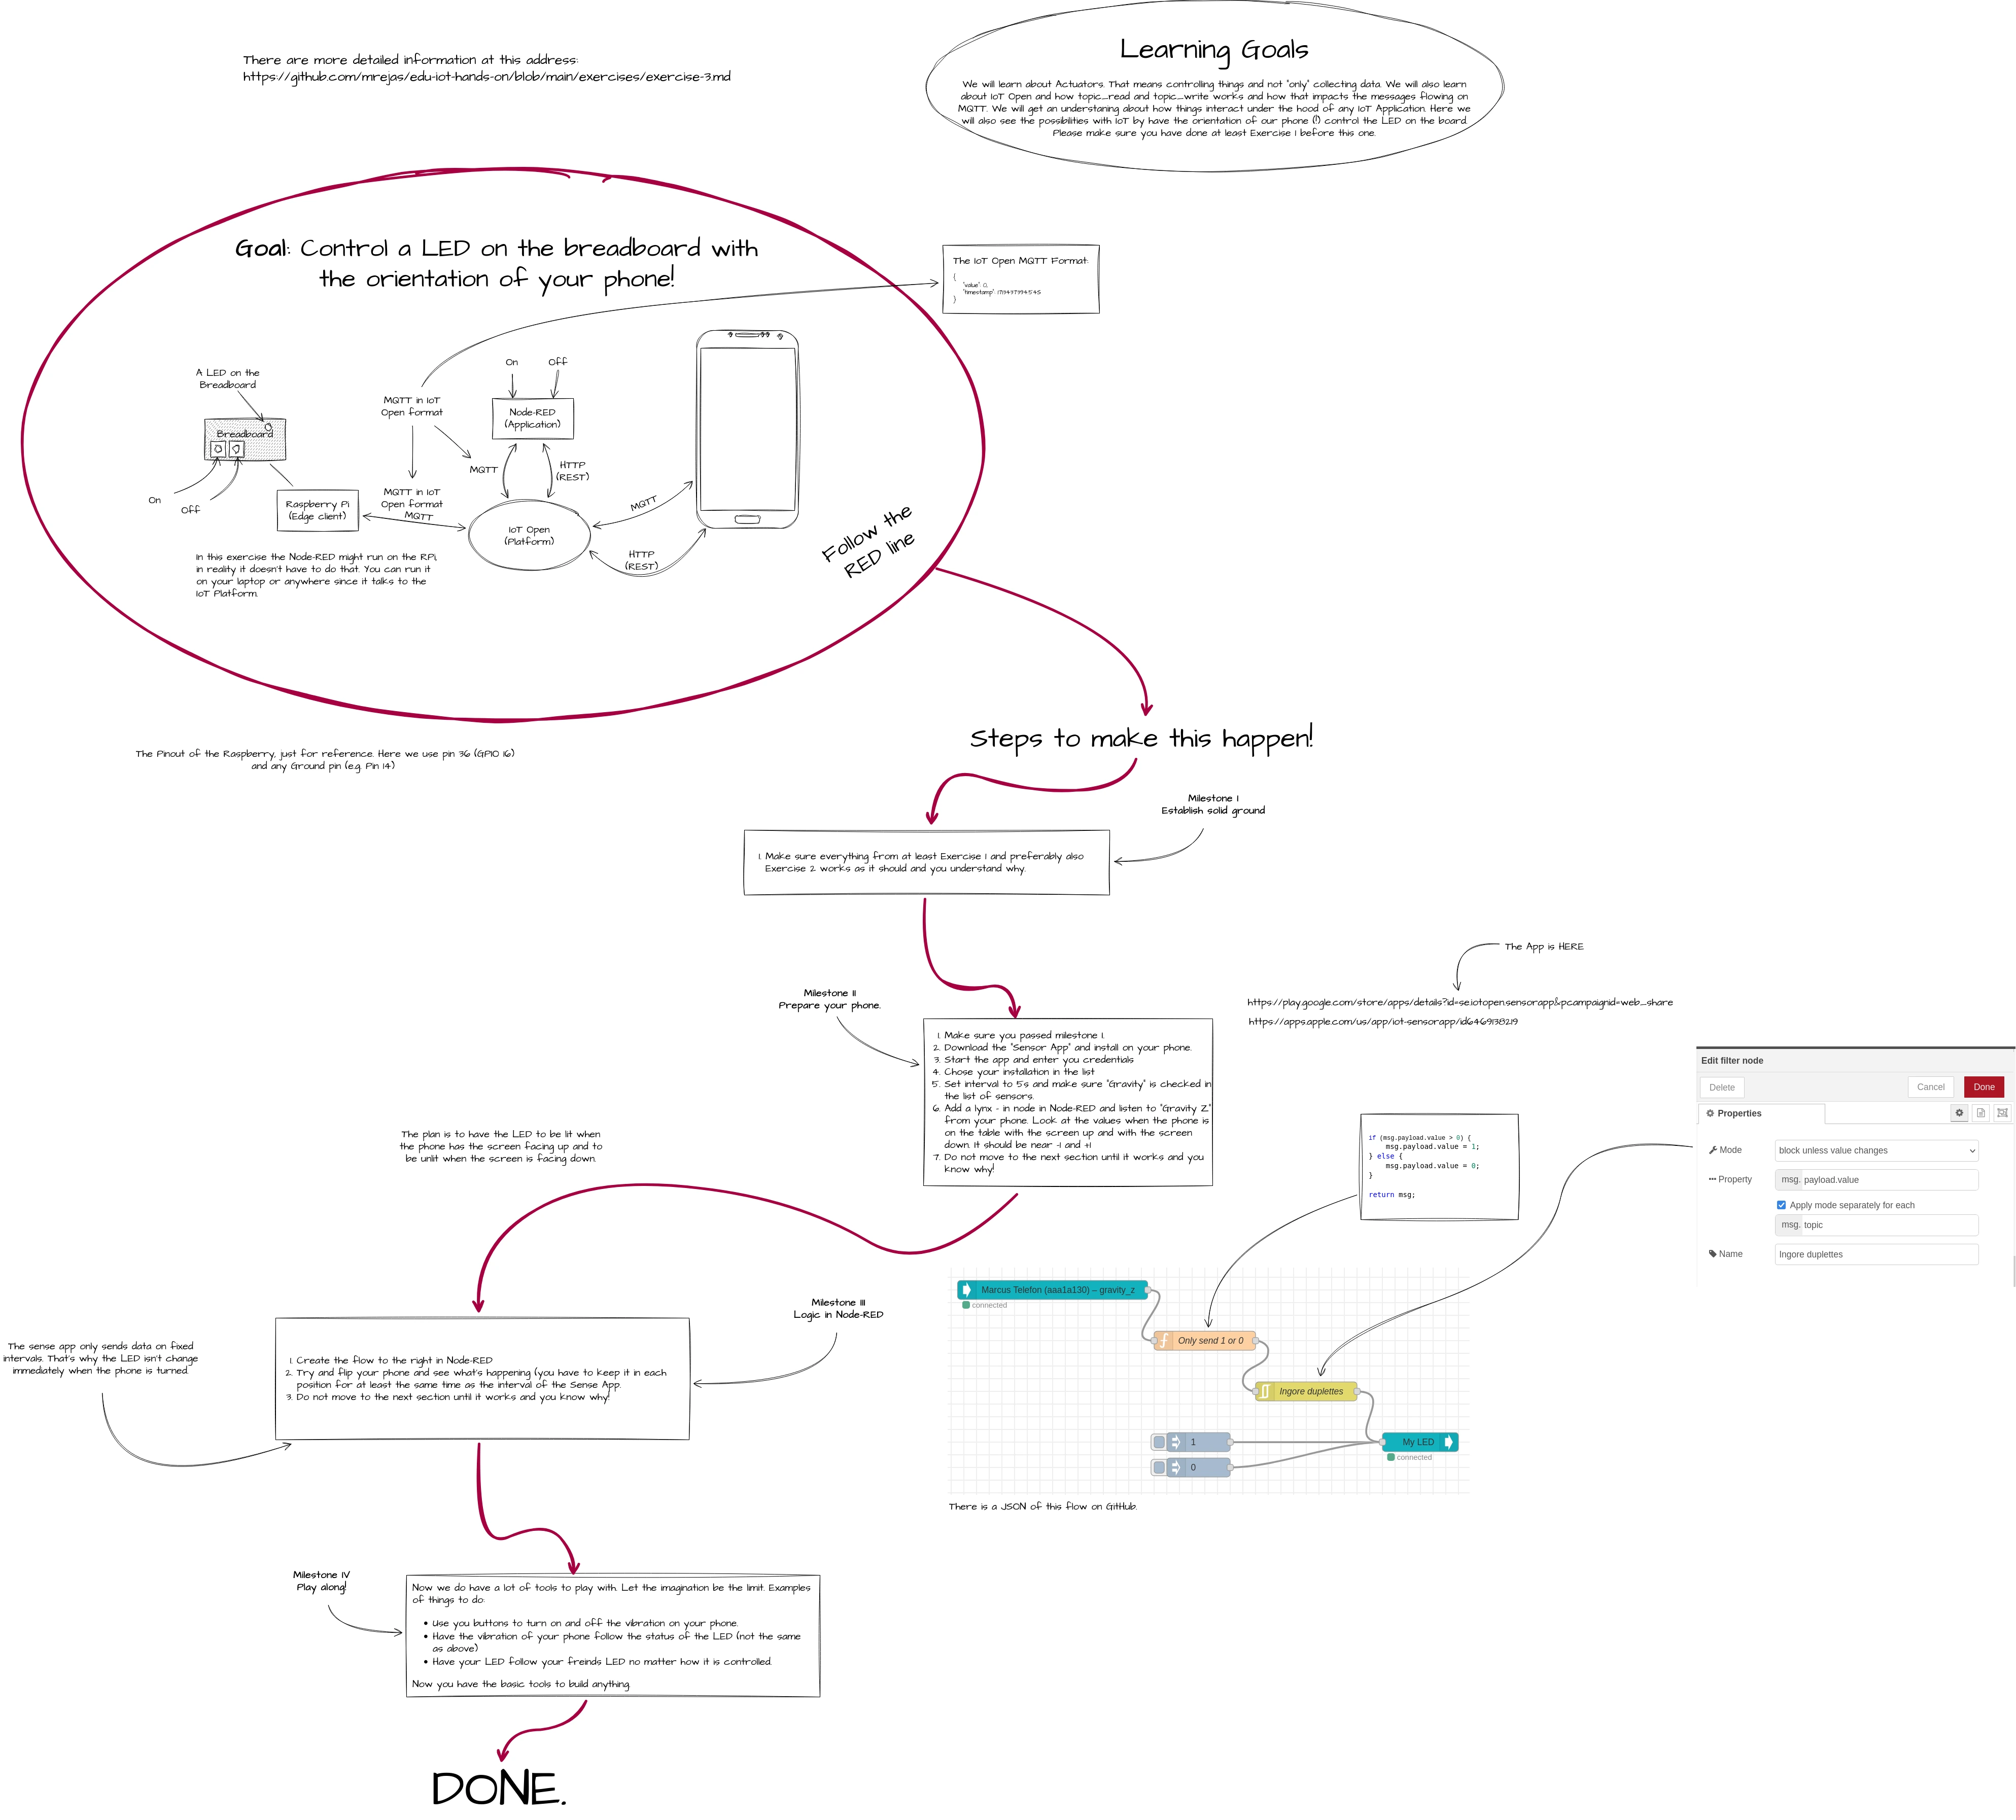 There are more detailed information at this address:
https://github.com/mrejas/edu-iot-hands-on/blob/main/exercises/exercise-3.md
Learning Goals
We will learn about Actuators. That means controlling things and not "only" collecting data. We will also learn
about IoT Open and how topic_read and topic_write works and how that impacts the messages flowing on
MQTT. We will get an understaning about how things interact under the hood of any IoT Application. Here we
will also see the possibilities with IoT by have the orientation of our phone (!) control the LED on the board.
Please make sure you have done at least Exercise 1 before this one.
Goal: Control a LED on the breadboard with
the orientation of your phone!
The IoT Open MQTT Format:
{
"value": 0,
}
A LED on the
Breadboard
MQTT in IoT
Open format
On
Off
Node-RED
(Application)
Breadboard
On
Off
Raspberry Pi
(Edge client)
MQTT in IoT
Open format
MQTT
MQTT
HTTP
(REST)
IoT Open
(Platform)
MQTT
HTTP
(REST)
Follow the
RED line
In this exercise the Node-RED might run on the RPi,
in reality it doesn't have to do that. You can run it
on your laptop or anywhere since it talks to the
IoT Platform.
The Pinout of the Raspberry, just for reference. Here we use pin 36 (GPIO 16)
and any Ground pin (e.g. Pin 14)
Steps to make this happen!
Milestone I
Establish solid ground
1. Make sure everything from at least Exercise 1 and preferably also
Exercise 2 works as it should and you understand why.
Milestone II
Prepare your phone.
1. Make sure you passed milestone 1.
2. Download the "Sensor App" and install on your phone.
3. Start the app and enter you credentials
4. Chose your installation in the list
5. Set interval to 5's and make sure "Gravity" is checked in
the list of sensors.
6. Add a lynx - in node in Node-RED and listen to "Gravity Z"
from your phone. Look at the values when the phone is
on the table with the screen up and with the screen
down. It should be near -1 and +1
7. Do not move to the next section until it works and you
know why!
The App is HERE
https://play.google.com/store/apps/details?id=se.iotopen.sensorapp&pcampaignid=web_share
https://apps.apple.com/us/app/iot-sensorapp/id6469138219
Edit filter node
Delete
Cancel
Done
Properties
Mode
block unless value changes
Property
msg. payload.value
Apply mode separately for each
msg. topic
Name
Ingore duplettes
if (msg.payload.value > 0) {
msg.payload.value = 1;
} else {
msg.payload.value = 0;
}
return msg;
The plan is to have the LED to be lit when
the phone has the screen facing up and to
be unlit when the screen is facing down.
Marcus Telefon (aaa1a130) – gravity_z
connected
Only send 1 or 0
Ingore duplettes
1
0
My LED
connected
There is a JSON of this flow on GitHub.
Milestone III
Logic in Node-RED
1. Create the flow to the right in Node-RED
2. Try and flip your phone and see what's happening (you have to keep it in each
position for at least the same time as the interval of the Sense App.
3. Do not move to the next section until it works and you know why!
The sense app only sends data on fixed
intervals. That's why the LED isn't change
immediately when the phone is turned.
Milestone IV
Play along!
Now we do have a lot of tools to play with. Let the imagination be the limit. Examples
of things to do:
• Use you buttons to turn on and off the vibration on your phone.
• Have the vibration of your phone follow the status of the LED (not the same
as above)
• Have your LED follow your freinds LED no matter how it is controlled.
Now you have the basic tools to build anything.
DONE.